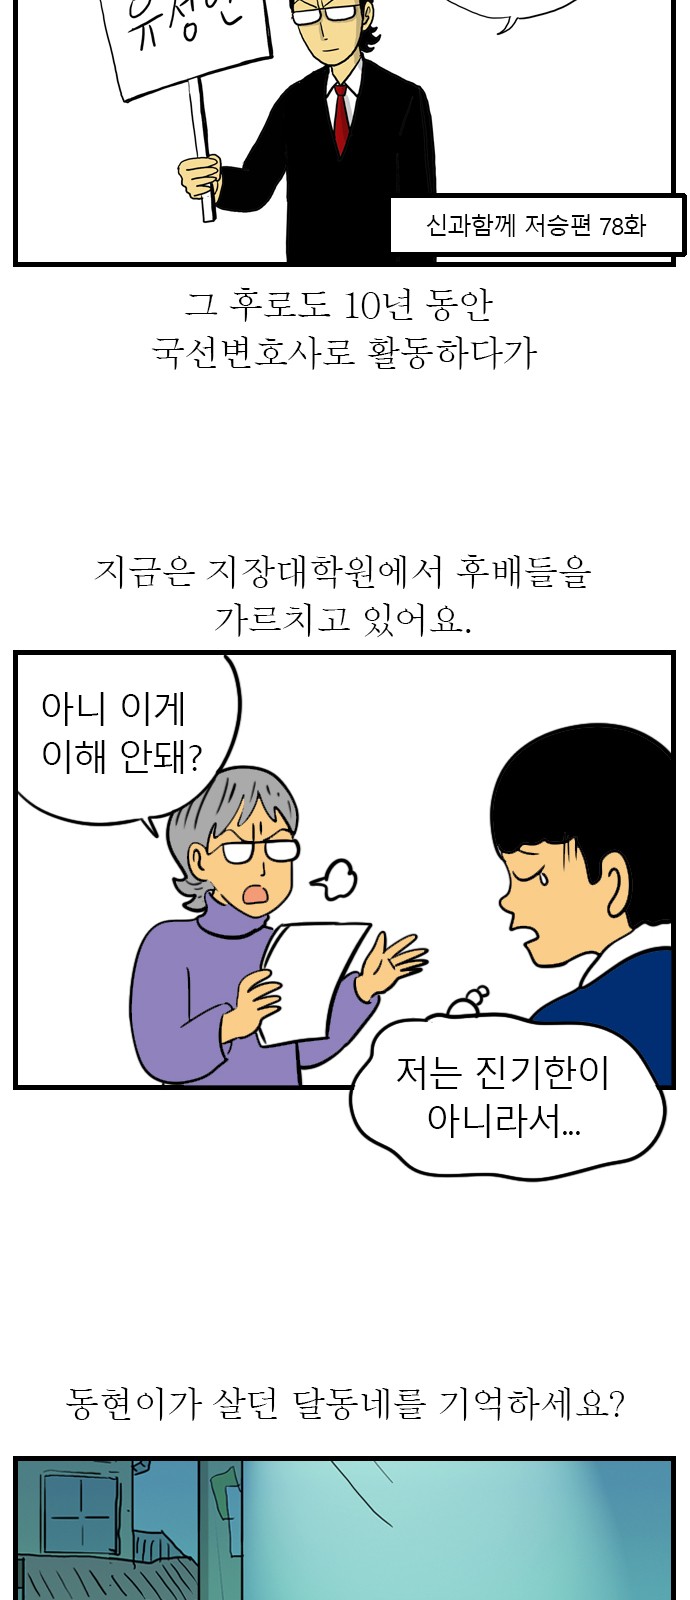 유성연
신과함께 저승편 78화
그 후로도 10년 동안
국선변호사로 활동하다가
지금은 지장대학원에서 후배들을
가르치고 있어요.
아니 이게
이해 안돼?
저는 진기한이
아니라서...
동현이가 살던 달동네를 기억하세요?